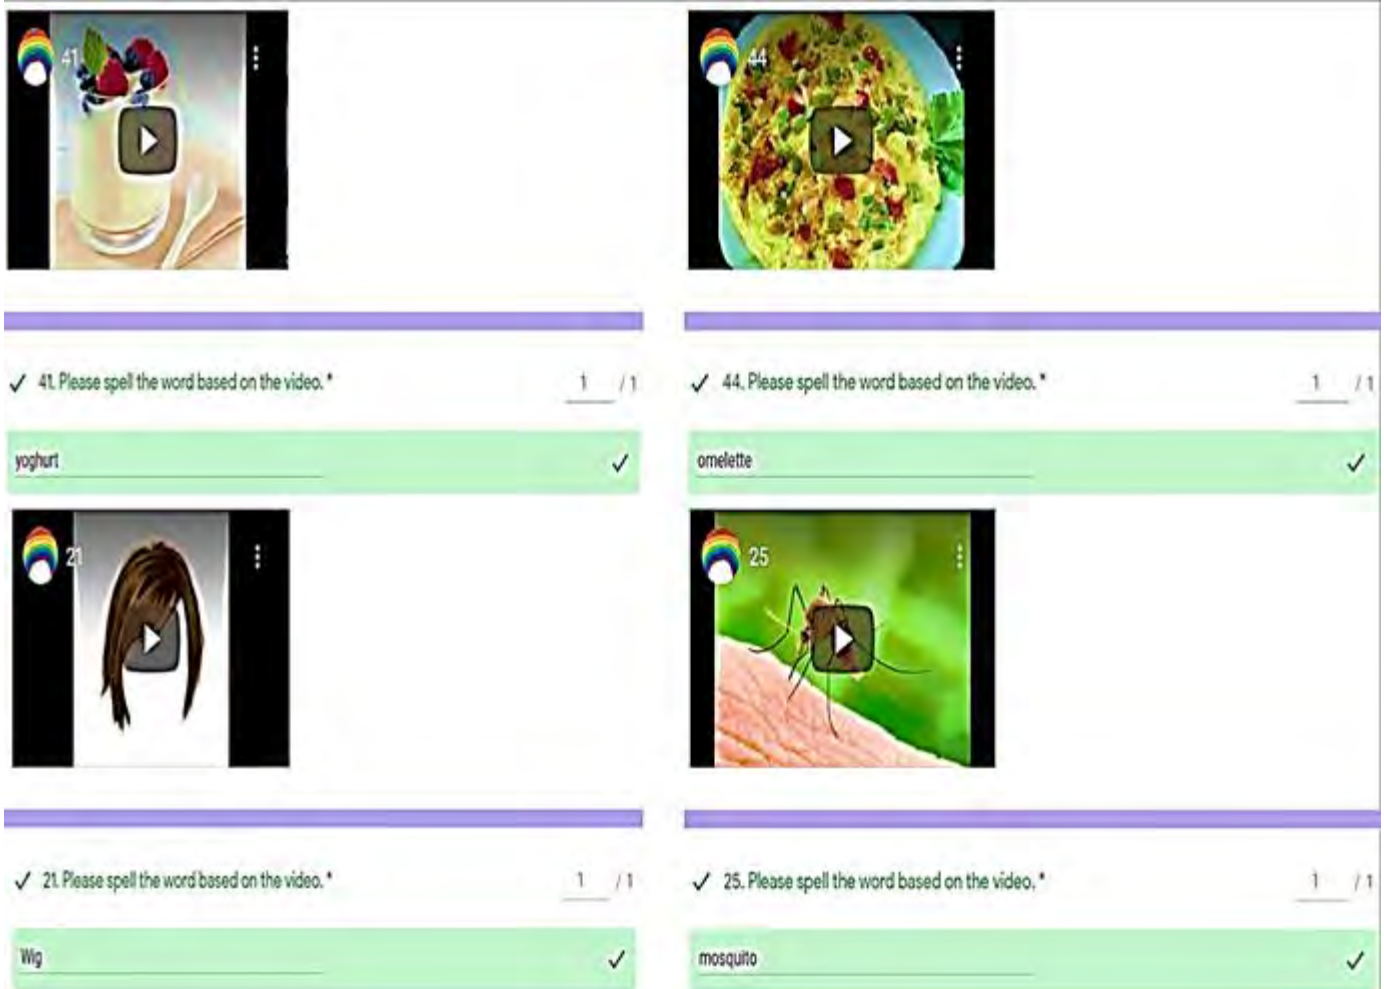 41
44
41. Please spell the word based on the video. *
1 / 1
44. Please spell the word based on the video. *
1 / 1
yoghurt
omelette
21
25
21. Please spell the word based on the video. *
1 / 1
25. Please spell the word based on the video. *
1 / 1
Wig
mosquito